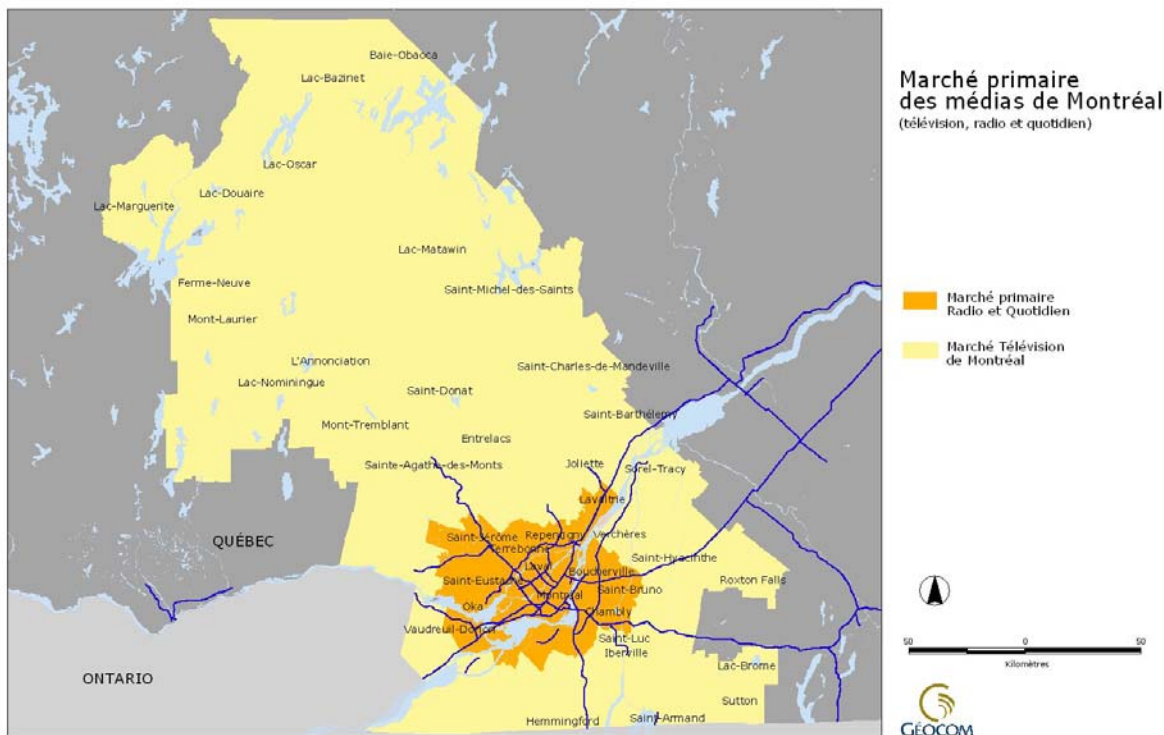 Marché primaire
des médias de Montréal
(télévision, radio et quotidien)
Marché primaire
Radio et Quotidien
Marché Télévision
de Montréal
50 0 50
Kilomètres
GÉOCOM
Baie-Obaoca
Lac-Bazinet
Lac-Oscar
Lac-Douaire
Lac-Marguerite
Lac-Matawin
Ferme-Neuve
Saint-Michel-des-Saints
Mont-Laurier
L'Annonciation
Saint-Charles-de-Mandeville
Lac-Nominingue
Saint-Donat
Saint-Barthélemy
Mont-Tremblant
Entrelacs
Sainte-Agathe-des-Monts
Joliette
Sorel-Tracy
Lavaltrie
QUÉBEC
Saint-Jérôme
Repentigny
Verchères
Terrebonne
Saint-Hyacinthe
Laval
Boucherville
Saint-Eustache
Roxton Falls
Saint-Bruno
Montréal
Oka
Chambly
Vaudreuil-Dorion
Saint-Luc
Iberville
Lac-Brome
ONTARIO
Sutton
Hemmingford
Saint-Armand